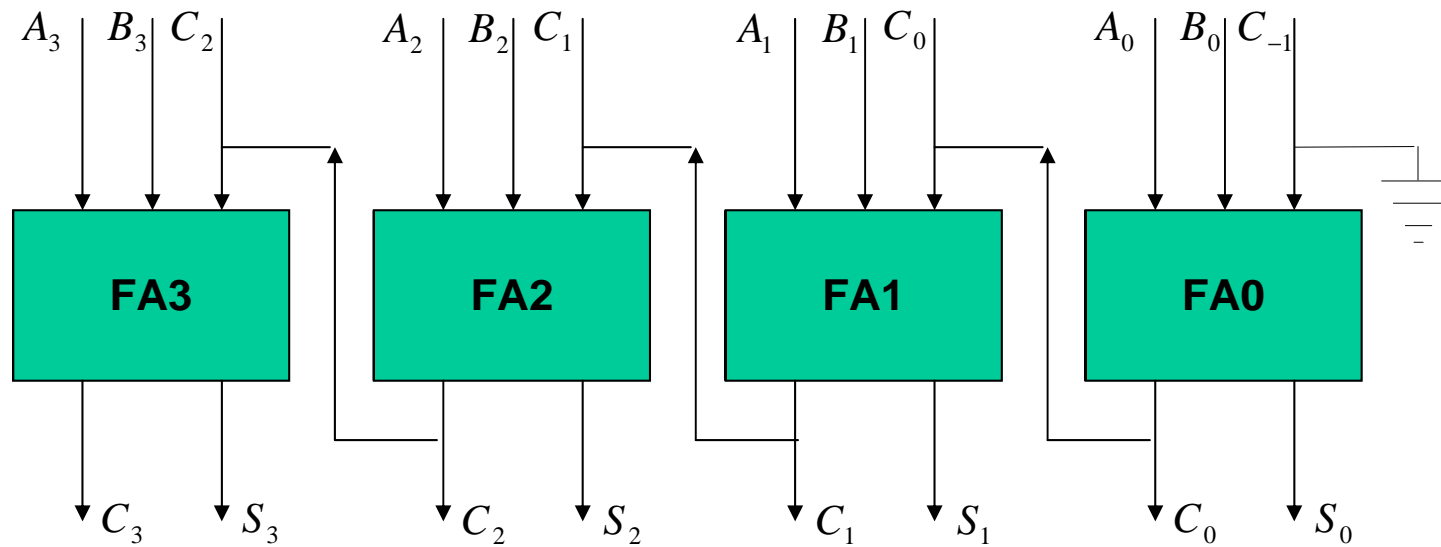 A₃ B₃ C₂ A₂ B₂ C₁ A₁ B₁ C₀ A₀ B₀ C₋₁
FA3 FA2 FA1 FA0
C₃ S₃ C₂ S₂ C₁ S₁ C₀ S₀